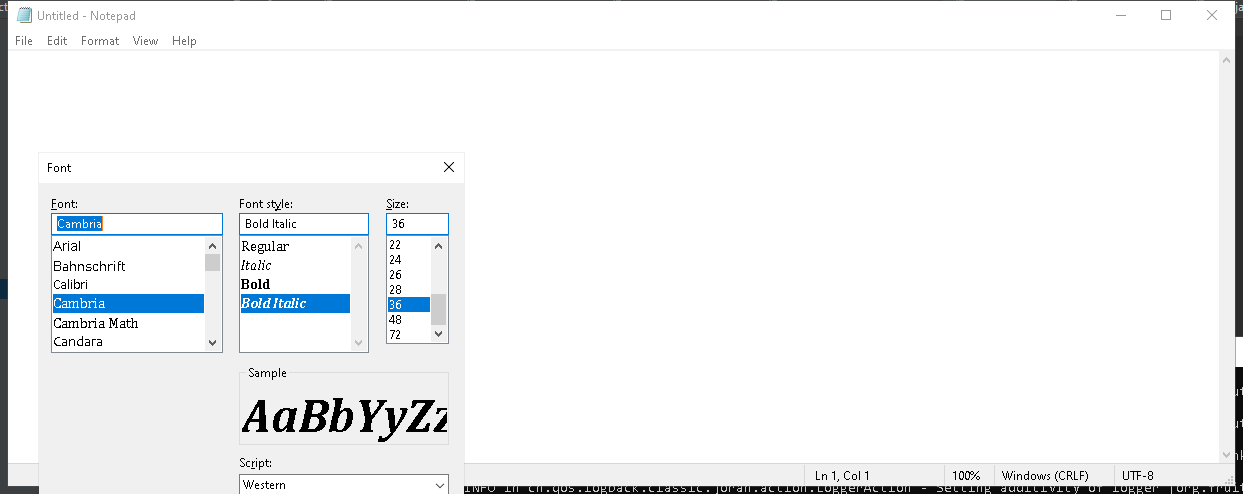 Untitled - Notepad
File Edit Format View Help
Font
Font: Font style: Size:
Cambria Bold Italic 36
Arial Regular 22
Bahnschrift Italic 24
Calibri Bold 26
Cambria Bold Italic 28
Cambria Math 36
Candara 48
72
Sample
AaBbYyZz
Script:
Western
Ln 1, Col 1 100% Windows (CRLF) UTF-8
INFO in ch.qos.logback.classic.joran.action.LoggerAction - Setting additivity of logger